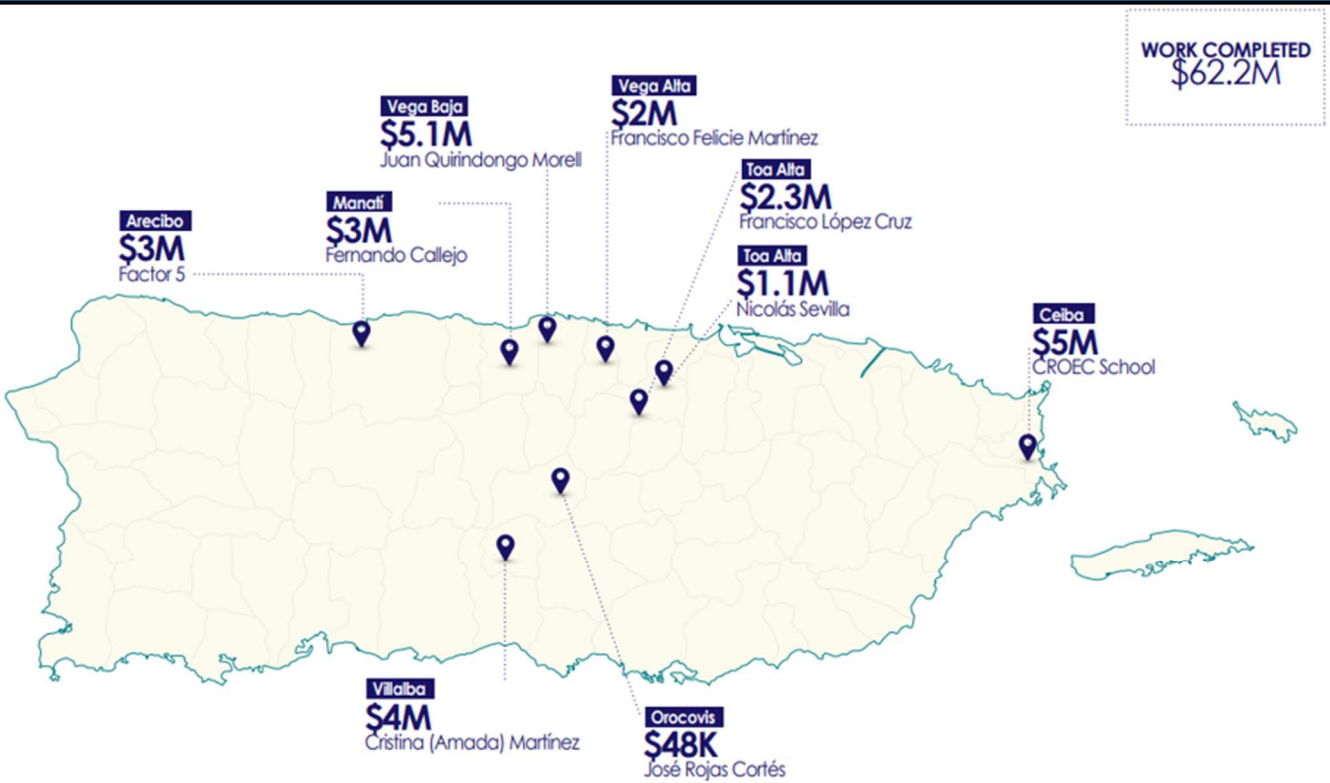 WORK COMPLETED
$62.2M
Vega Alta
$2M
Francisco Felicie Martínez
Vega Baja
$5.1M
Juan Quirindongo Morell
Toa Alta
$2.3M
Francisco López Cruz
Manatí
$3M
Fernando Callejo
Arecibo
$3M
Factor 5
Toa Alta
$1.1M
Nicolás Sevilla
Ceiba
$5M
CROEC School
Villalba
$4M
Cristina (Amada) Martínez
Orocovis
$48K
José Rojas Cortés